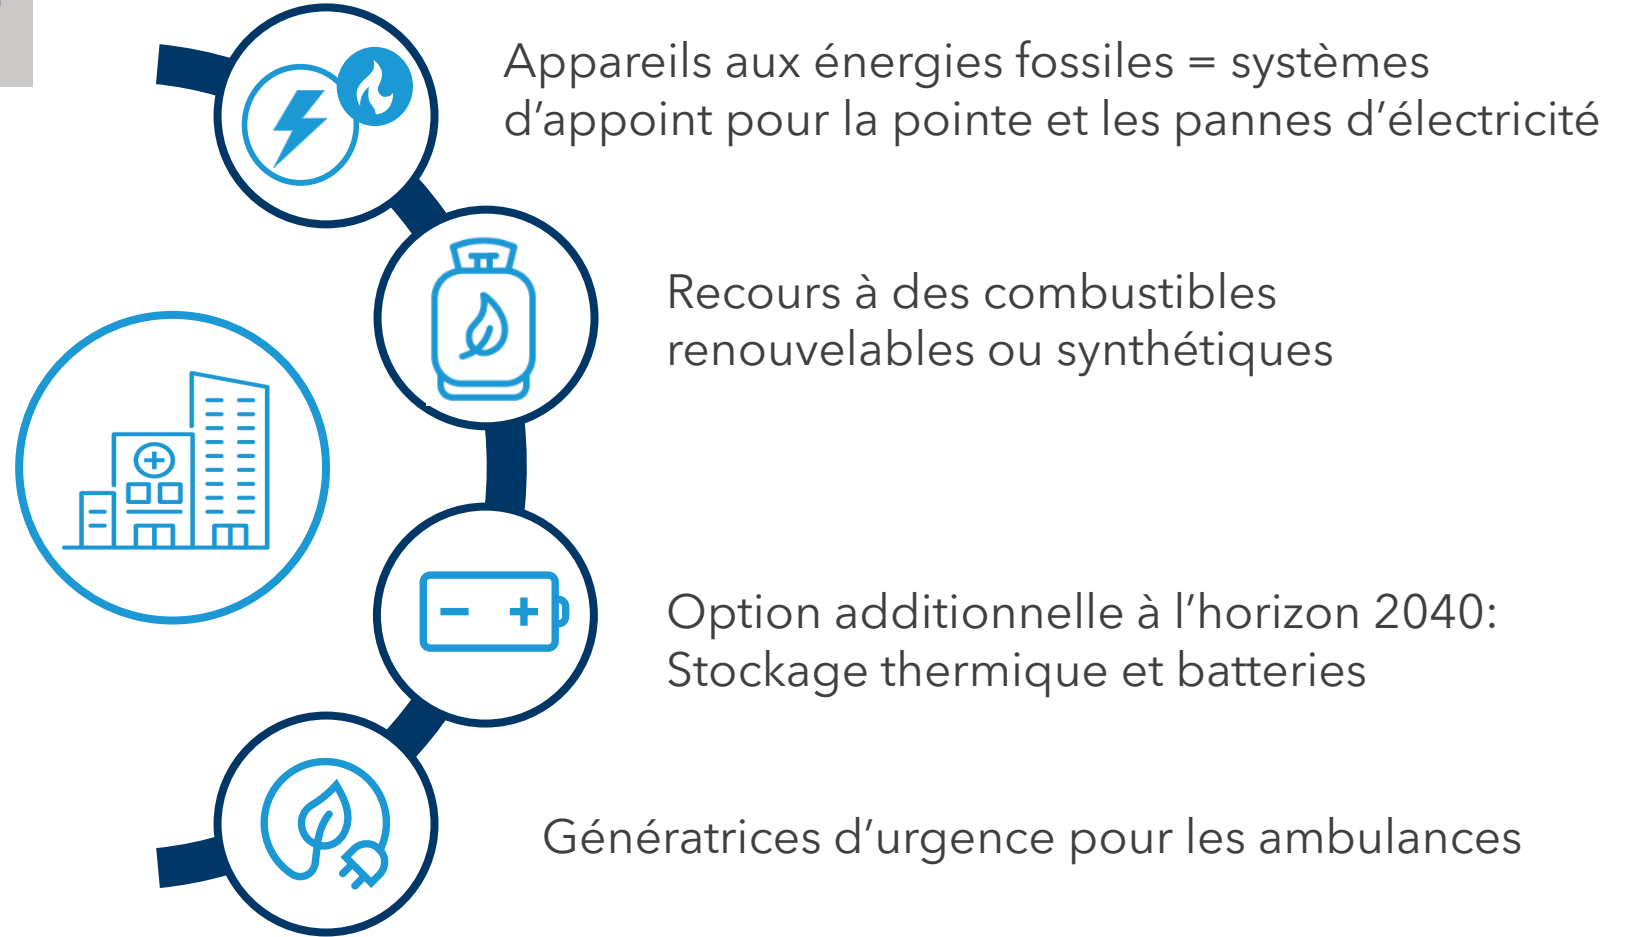 Appareils aux énergies fossiles = systèmes
d’appoint pour la pointe et les pannes d’électricité
Recours à des combustibles
renouvelables ou synthétiques
Option additionnelle à l’horizon 2040:
Stockage thermique et batteries
Génératrices d’urgence pour les ambulances